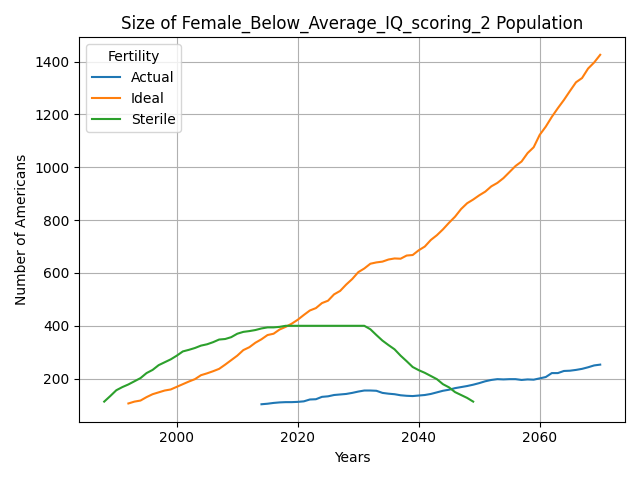 Size of Female_Below_Average_IQ_scoring_2 Population
Fertility
Actual
Ideal
Sterile
Number of Americans
1400
1200
1000
800
600
400
200
2000
2020
2040
2060
Years